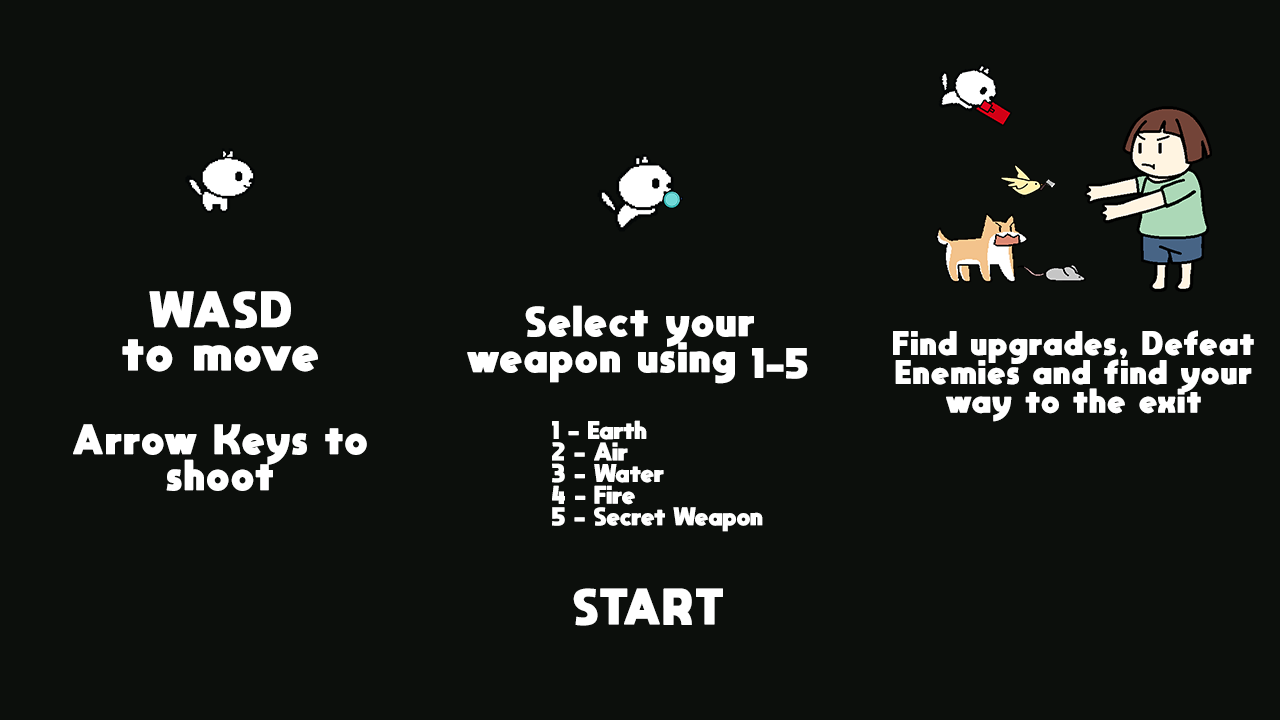 WASD
to move
Arrow Keys to
shoot
Select your
weapon using 1-5
1 - Earth
2 - Air
3 - Water
4 - Fire
5 - Secret Weapon
Find upgrades, Defeat
Enemies and find your
way to the exit
START